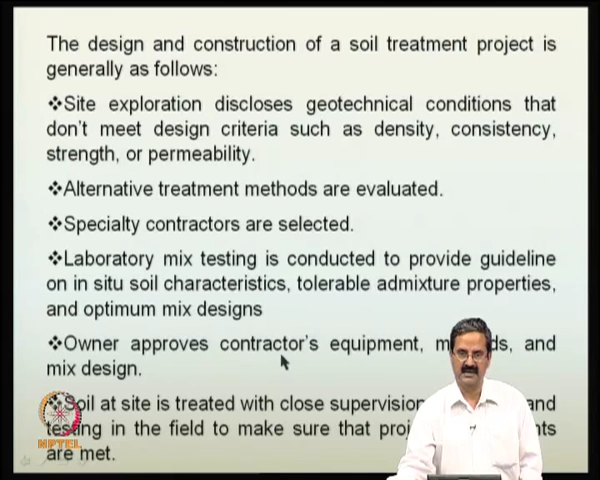 The design and construction of a soil treatment project is
generally as follows:
❖Site exploration discloses geotechnical conditions that
don't meet design criteria such as density, consistency,
strength, or permeability.
❖Alternative treatment methods are evaluated.
❖Specialty contractors are selected.
❖Laboratory mix testing is conducted to provide guideline
on in situ soil characteristics, tolerable admixture properties,
and optimum mix designs
❖Owner approves contractor's equipment, and
mix design.
❖Soil at site is treated with close supervision and
testing in the field to make sure that
are met.
NPTEL